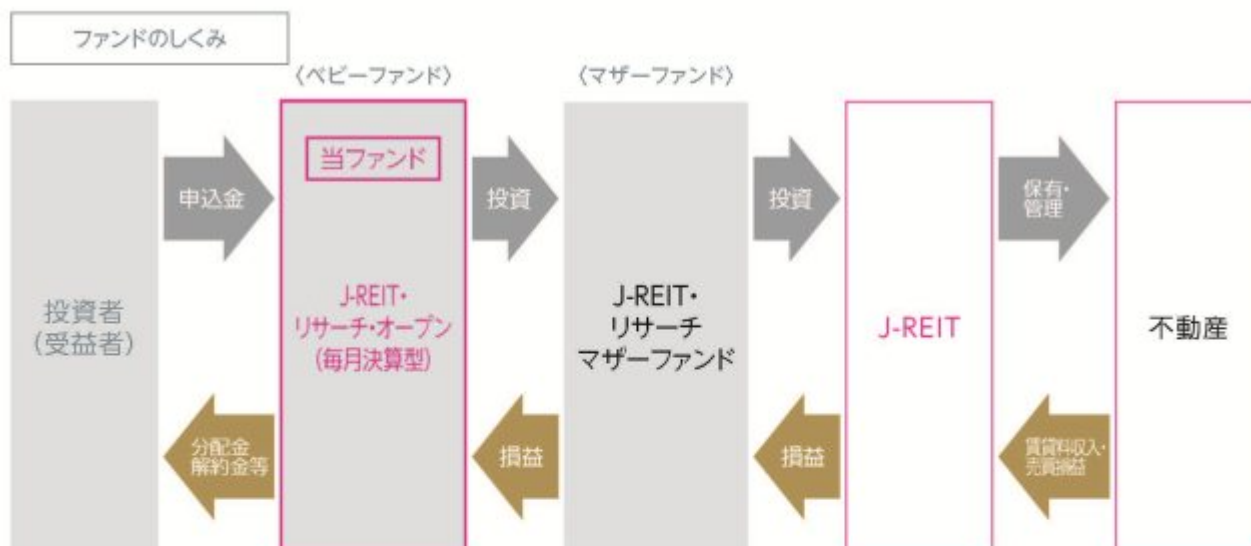 ファンドのしくみ
〈ベビーファンド〉
〈マザーファンド〉
投資者
(受益者)
申込金
分配金
解約金等
当ファンド
J-REIT・
リサーチ・オープン
(毎月決算型)
投資
損益
J-REIT・
リサーチ
マザーファンド
投資
損益
J-REIT
保有・
管理
賃貸料収入・
売買損益
不動産